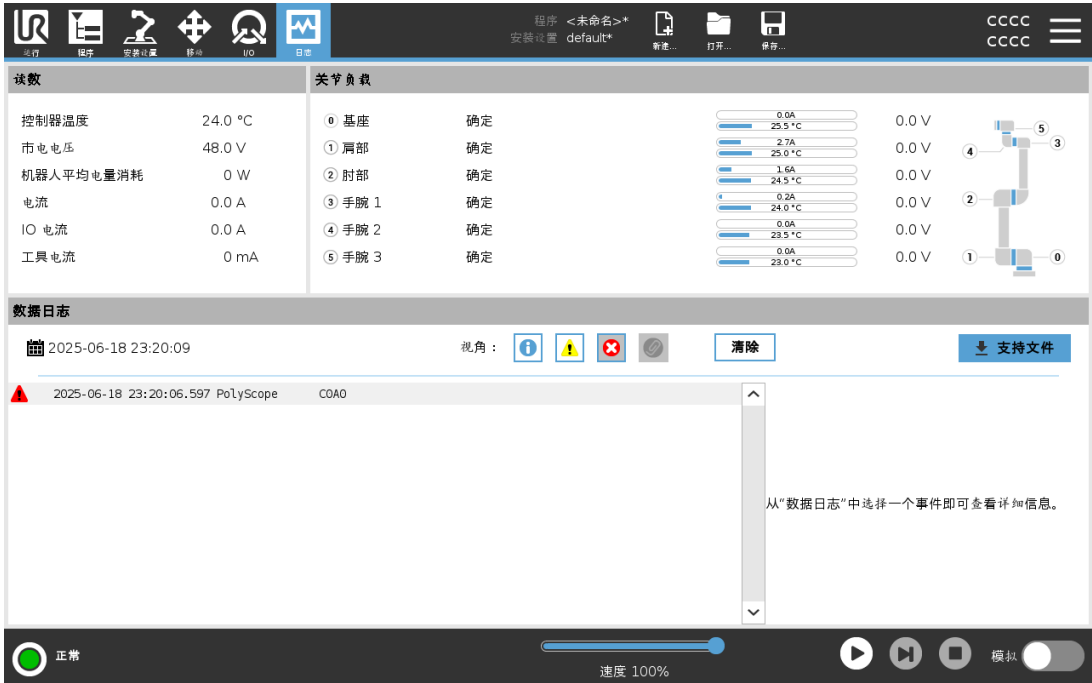 UR
运行 程序 安装设置 移动 I/O 日志
程序 <未命名>*
安装设置 default*
新建... 打开... 保存...
CCCC
CCCC
读数
控制器温度 24.0 °C
市电电压 48.0 V
机器人平均电量消耗 0 W
电流 0.0 A
IO 电流 0.0 A
工具电流 0 mA
关节负载
0 基座 确定 0.0A 25.5 °C 0.0 V
1 肩部 确定 2.7A 25.0 °C 0.0 V
2 肘部 确定 1.6A 24.5 °C 0.0 V
3 手腕 1 确定 0.2A 24.0 °C 0.0 V
4 手腕 2 确定 0.0A 23.5 °C 0.0 V
5 手腕 3 确定 0.0A 23.0 °C 0.0 V
5
4 3
2
1 0
数据日志
2025-06-18 23:20:09 视角： 清除 支持文件
2025-06-18 23:20:06.597 PolyScope C0A0
从“数据日志”中选择一个事件即可查看详细信息。
正常
速度 100%
模拟